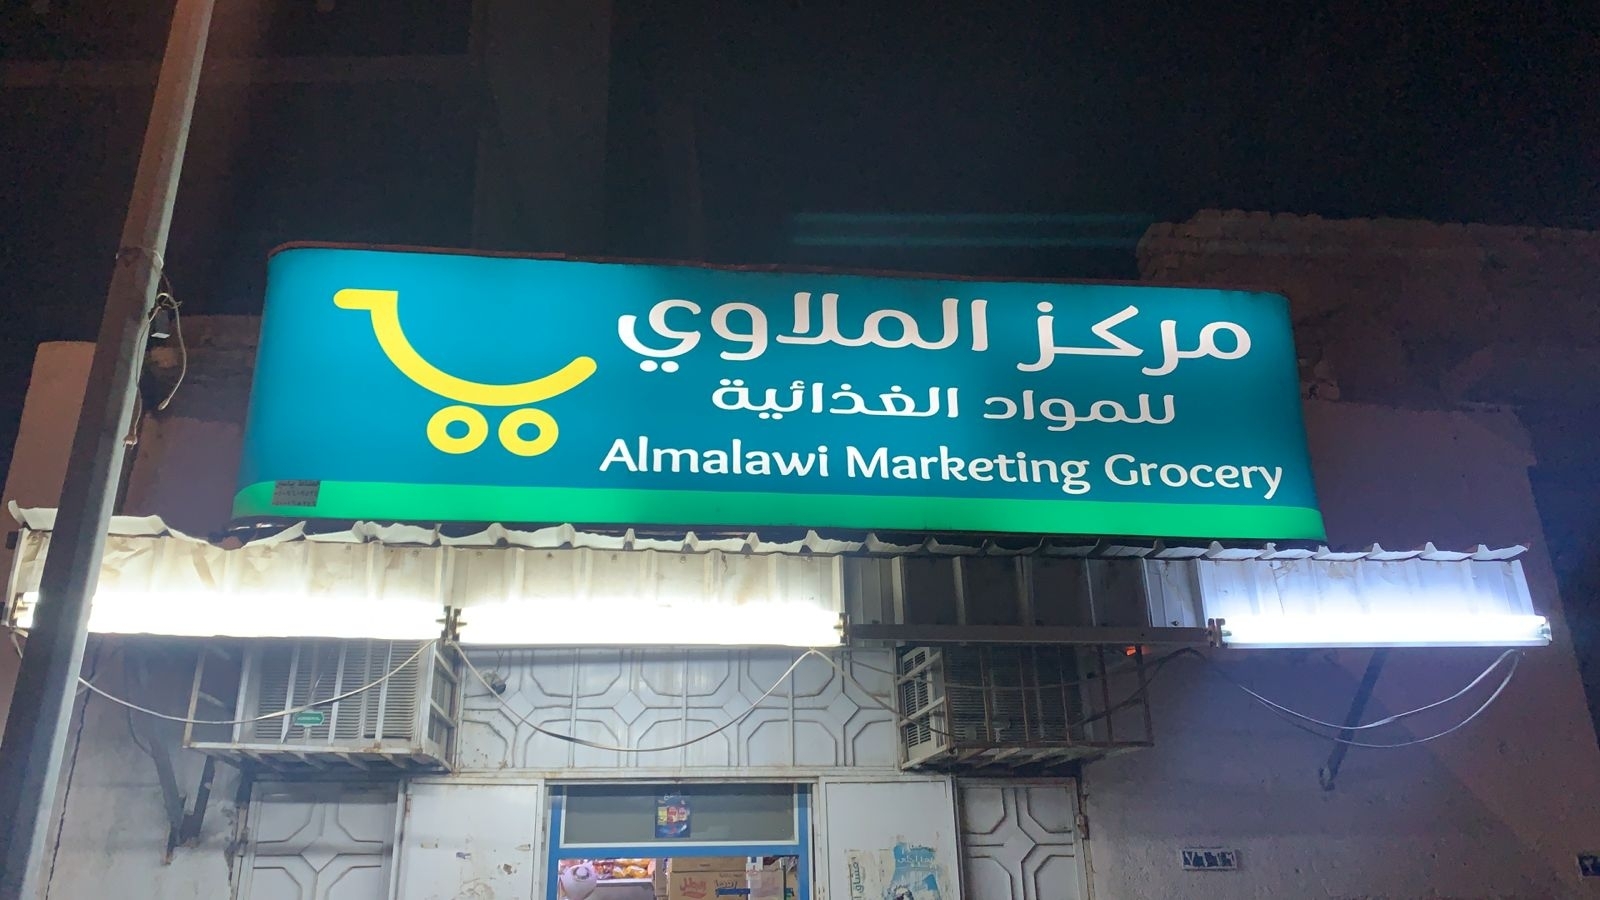 مركز الملاوي
للمواد الغذائية
Almalawi Marketing Grocery